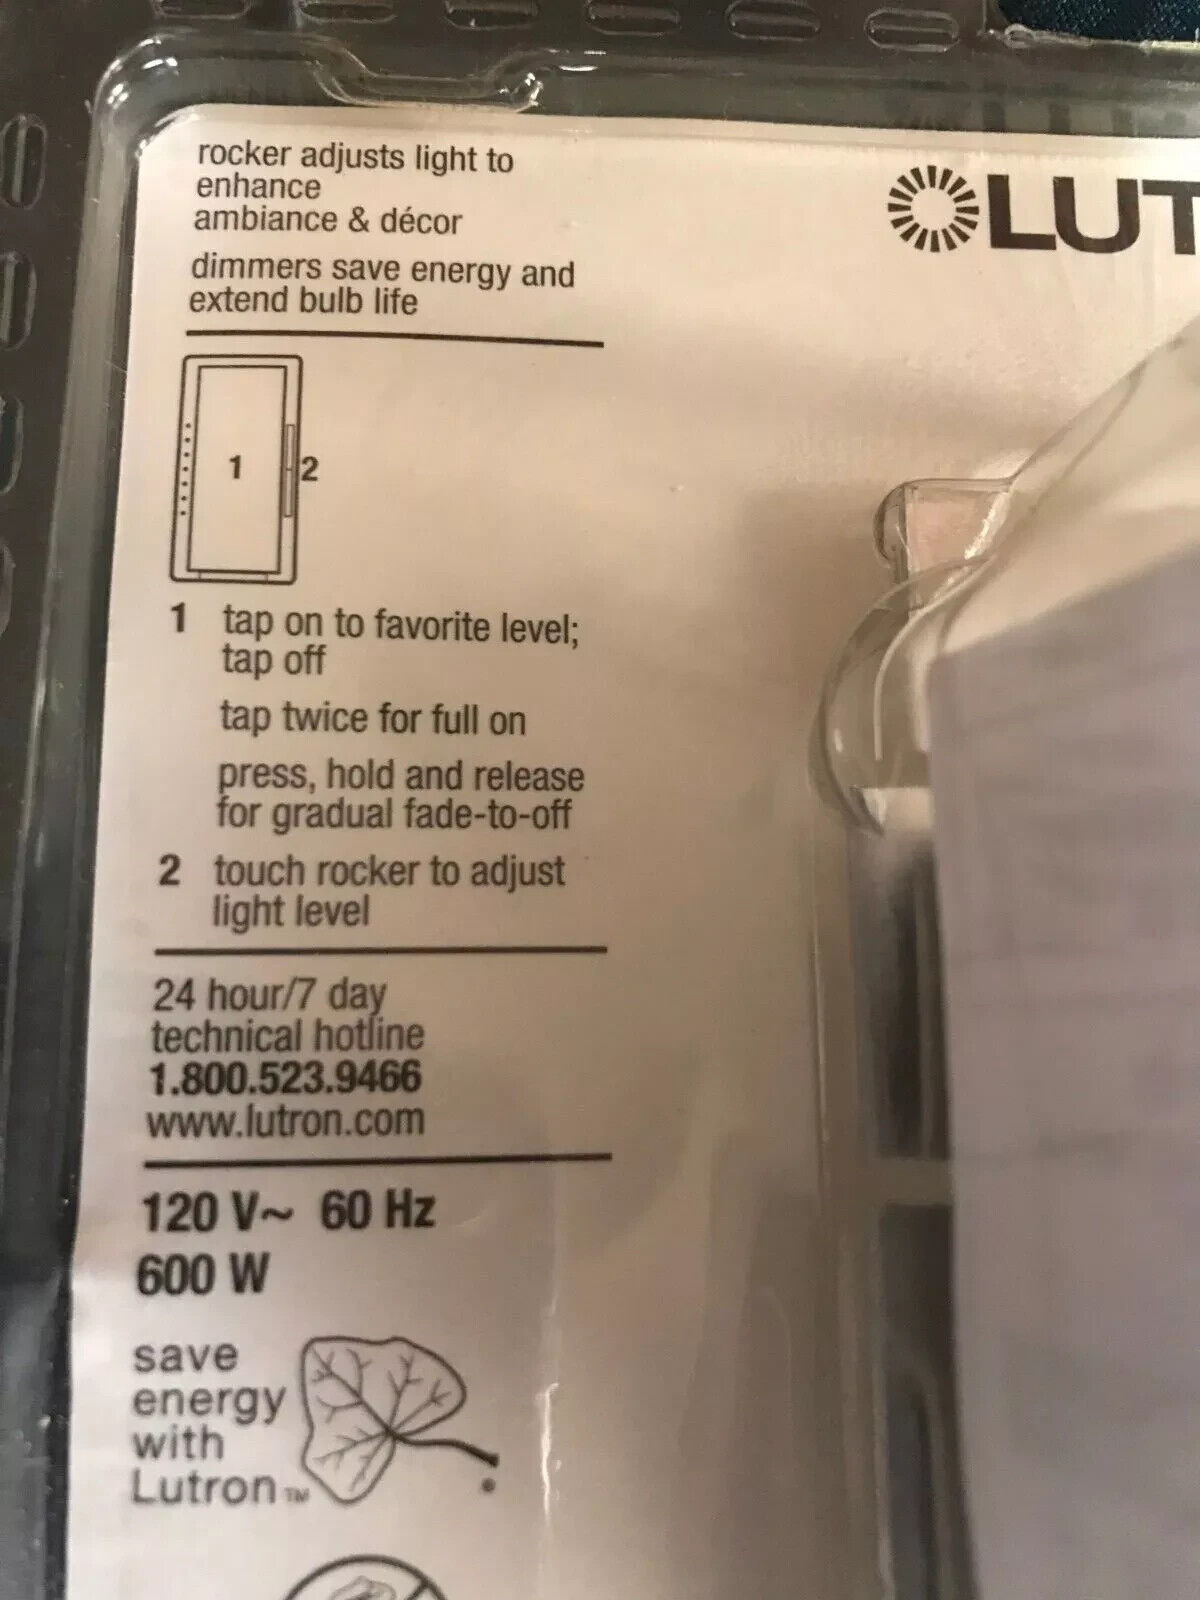 rocker adjusts light to
enhance
ambiance & décor
dimmers save energy and
extend bulb life
LUT
1 2
1 tap on to favorite level;
tap off
tap twice for full on
press, hold and release
for gradual fade-to-off
2 touch rocker to adjust
light level
24 hour/7 day
technical hotline
1.800.523.9466
www.lutron.com
120 V~ 60 Hz
600 W
save
energy
with
Lutron™